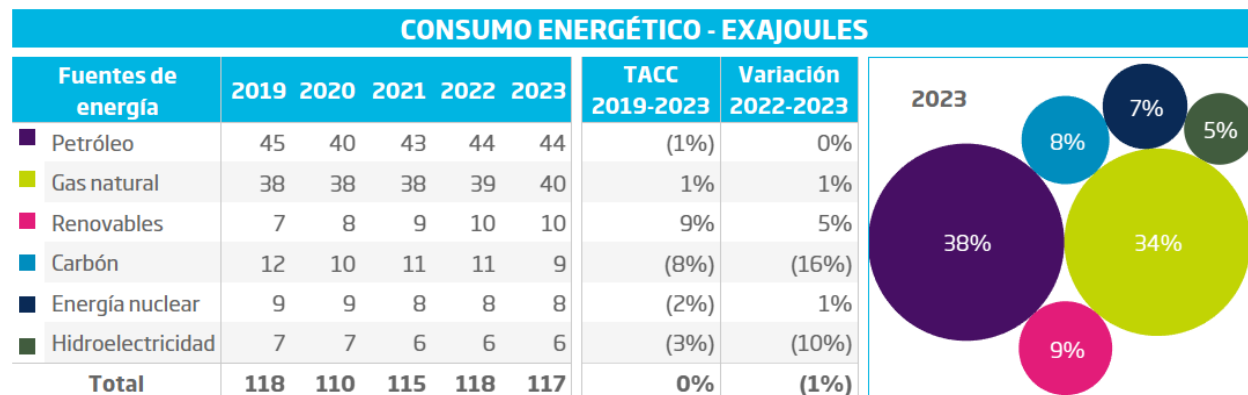 CONSUMO ENERGÉTICO - EXAJOULES
Fuentes de energía 2019 2020 2021 2022 2023 TACC 2019-2023 Variación 2022-2023
Petróleo 45 40 43 44 44 (1%) 0%
Gas natural 38 38 38 39 40 1% 1%
Renovables 7 8 9 10 10 9% 5%
Carbón 12 10 11 11 9 (8%) (16%)
Energía nuclear 9 9 8 8 8 (2%) 1%
Hidroelectricidad 7 7 6 6 6 (3%) (10%)
Total 118 110 115 118 117 0% (1%)
2023
7%
5%
8%
38%
34%
9%